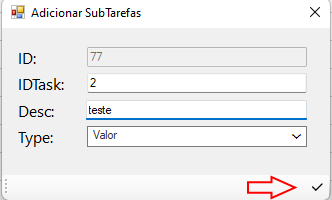 Adicionar SubTarefas
ID: 77
IDTask: 2
Desc: teste
Type: Valor